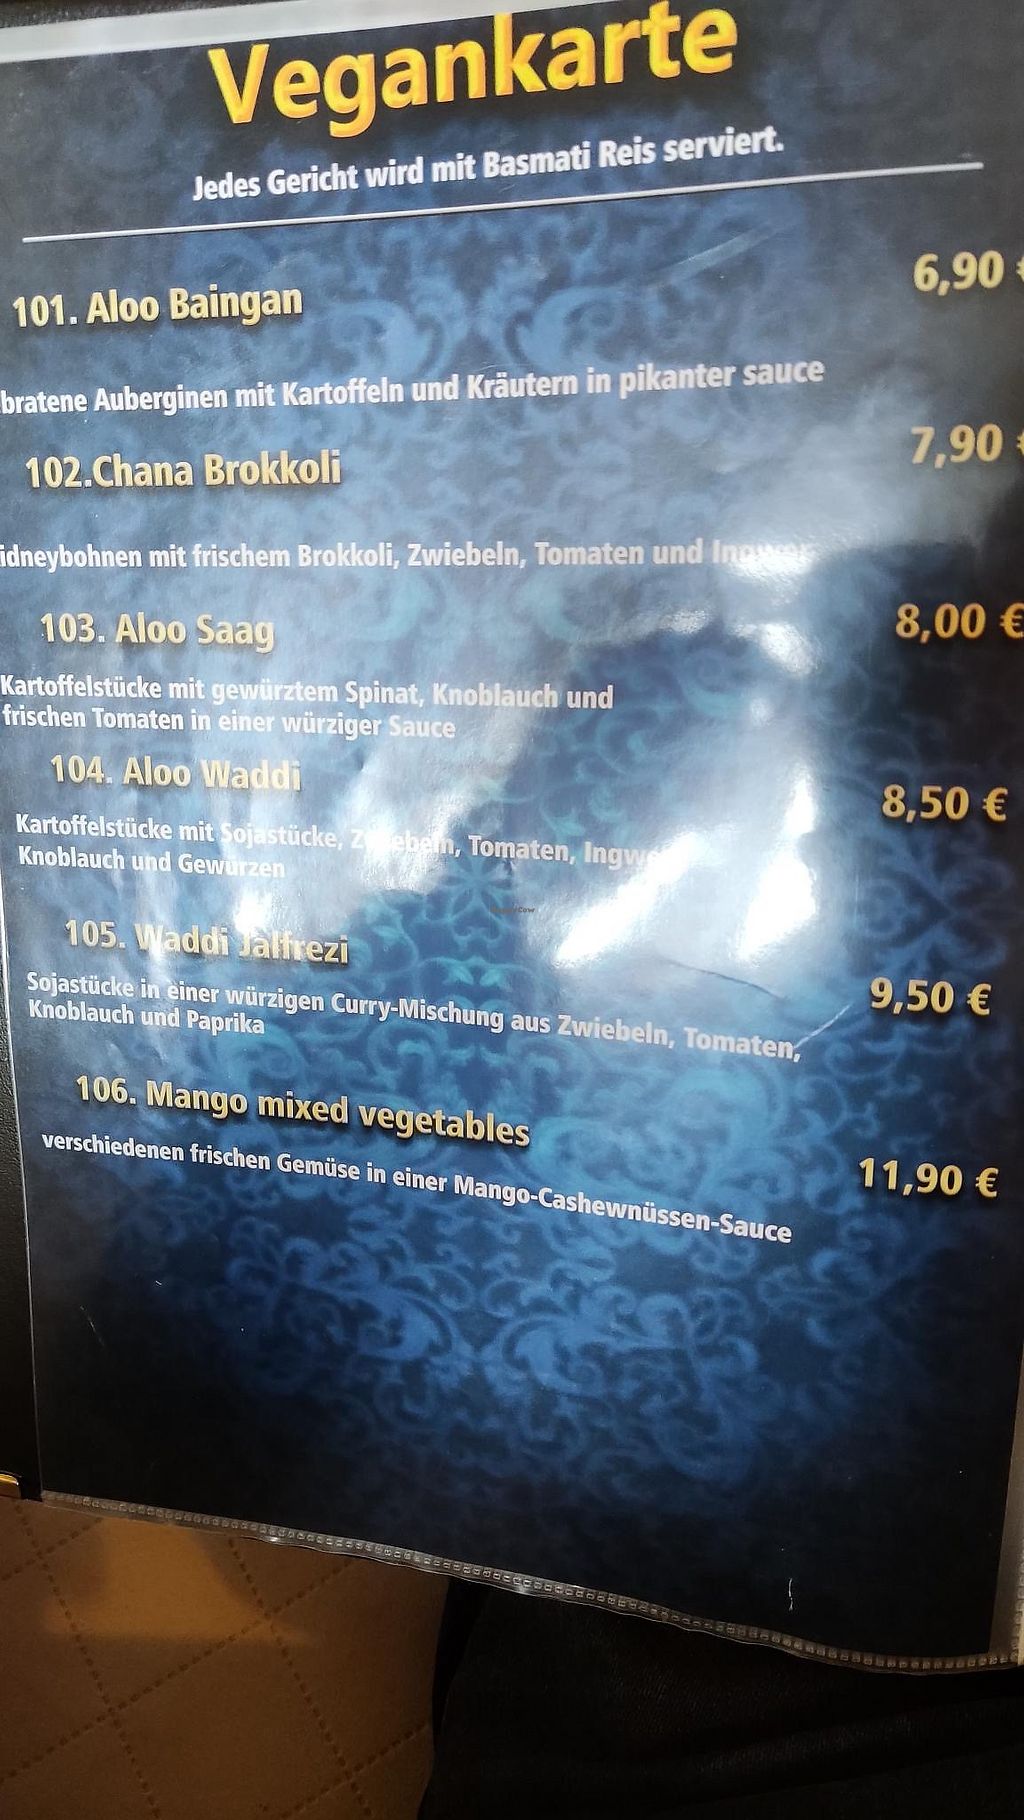 Vegankarte
Jedes Gericht wird mit Basmati Reis serviert.
101. Aloo Baingan 6,90 €
bratene Auberginen mit Kartoffeln und Kräutern in pikanter sauce
102.Chana Brokkoli 7,90 €
idneybohnen mit frischem Brokkoli, Zwiebeln, Tomaten und Ingwer
103. Aloo Saag 8,00 €
Kartoffelstücke mit gewürztem Spinat, Knoblauch und
frischen Tomaten in einer würziger Sauce
104. Aloo Waddi 8,50 €
Kartoffelstücke mit Sojastücke, Zwiebeln, Tomaten, Ingwe
Knoblauch und Gewürzen
105. Waddi Jalfrezi 9,50 €
Sojastücke in einer würzigen Curry-Mischung aus Zwiebeln, Tomaten,
Knoblauch und Paprika
106. Mango mixed vegetables 11,90 €
verschiedenen frischen Gemüse in einer Mango-Cashewnüssen-Sauce